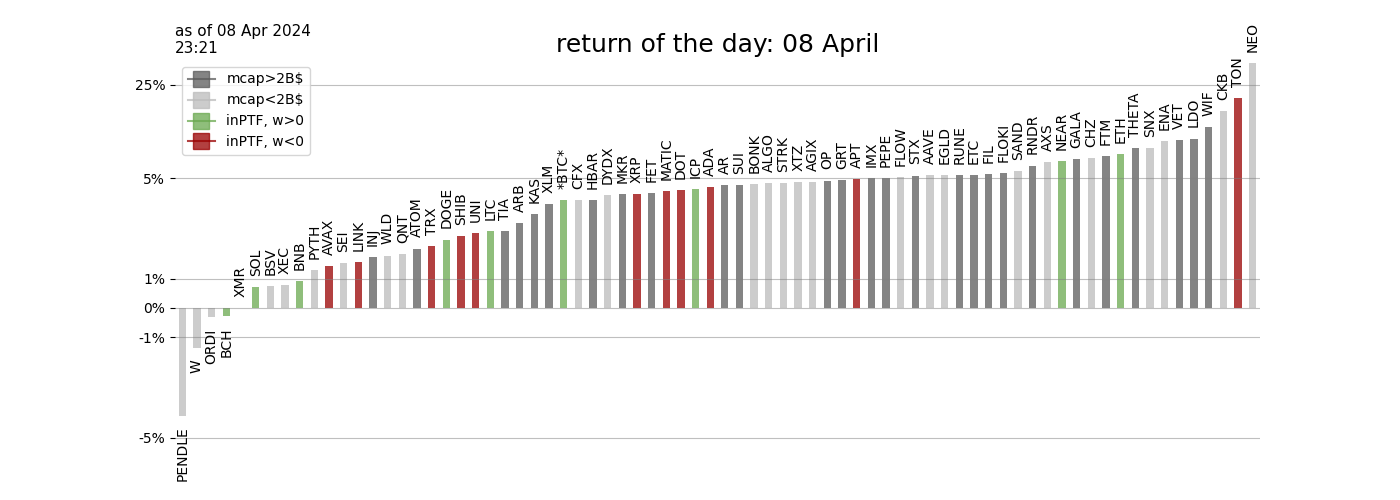 as of 08 Apr 2024
23:21
return of the day: 08 April
mcap>2B$
mcap<2B$
inPTF, w>0
inPTF, w<0
25%
5%
1%
0%
-1%
-5%
PENDLE
W
ORDI
BCH
XMR
SOL
BSV
XEC
BNB
PYTH
AVAX
SEI
LINK
INJ
WLD
QNT
ATOM
TRX
DOGE
SHIB
UNI
LTC
TIA
ARB
KAS
XLM
*BTC*
CFX
HBAR
DYDX
MKR
XRP
FET
MATIC
DOT
ICP
ADA
AR
SUI
BONK
ALGO
STRK
XTZ
AGIX
OP
GRT
APT
IMX
PEPE
FLOW
STX
AAVE
EGLD
RUNE
ETC
FIL
FLOKI
SAND
RNDR
AXS
NEAR
GALA
CHZ
FTM
ETH
THETA
SNX
ENA
VET
LDO
WIF
CKB
TON
NEO